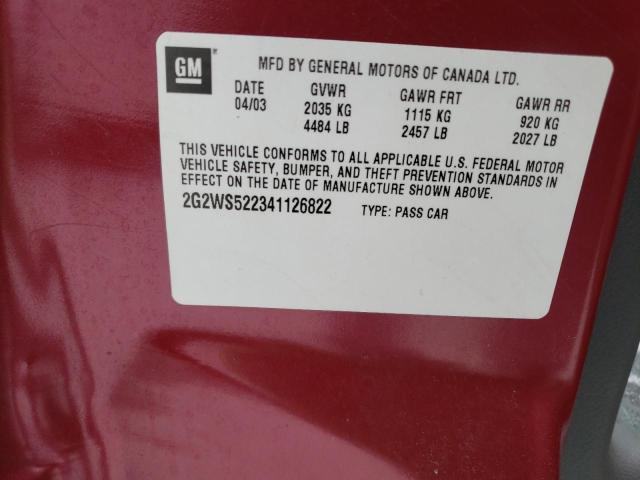 GM
MFD BY GENERAL MOTORS OF CANADA LTD.
DATE GVWR GAWR FRT GAWR RR
04/03 2035 KG 1115 KG 920 KG
4484 LB 2457 LB 2027 LB
THIS VEHICLE CONFORMS TO ALL APPLICABLE U.S. FEDERAL MOTOR
VEHICLE SAFETY, BUMPER, AND THEFT PREVENTION STANDARDS IN
EFFECT ON THE DATE OF MANUFACTURE SHOWN ABOVE.
2G2WS522341126822 TYPE: PASS CAR